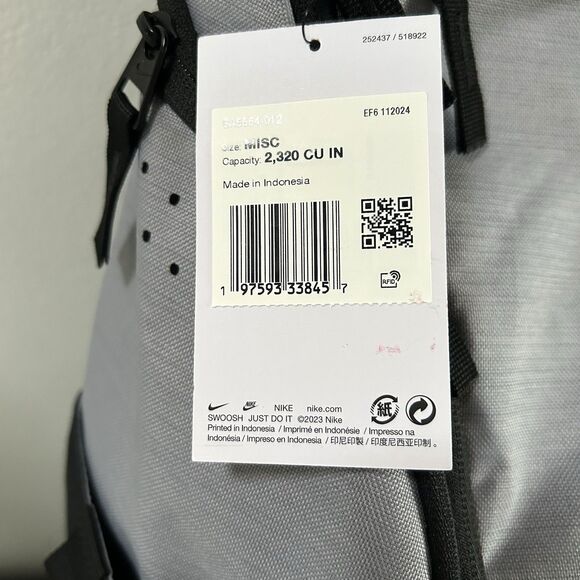 252437 / 518922
EF6 112024
Size: MISC
Capacity: 2,320 CU IN
Made in Indonesia
1 97593 33845 7
RFID
NIKE nike.com
SWOOSH JUST DO IT ©2023 Nike
Printed in Indonesia / Imprimé en Indonésie / Impresso na
Indonésia / Impreso en Indonesia / 印尼印製 / 印度尼西亚印制。
紙